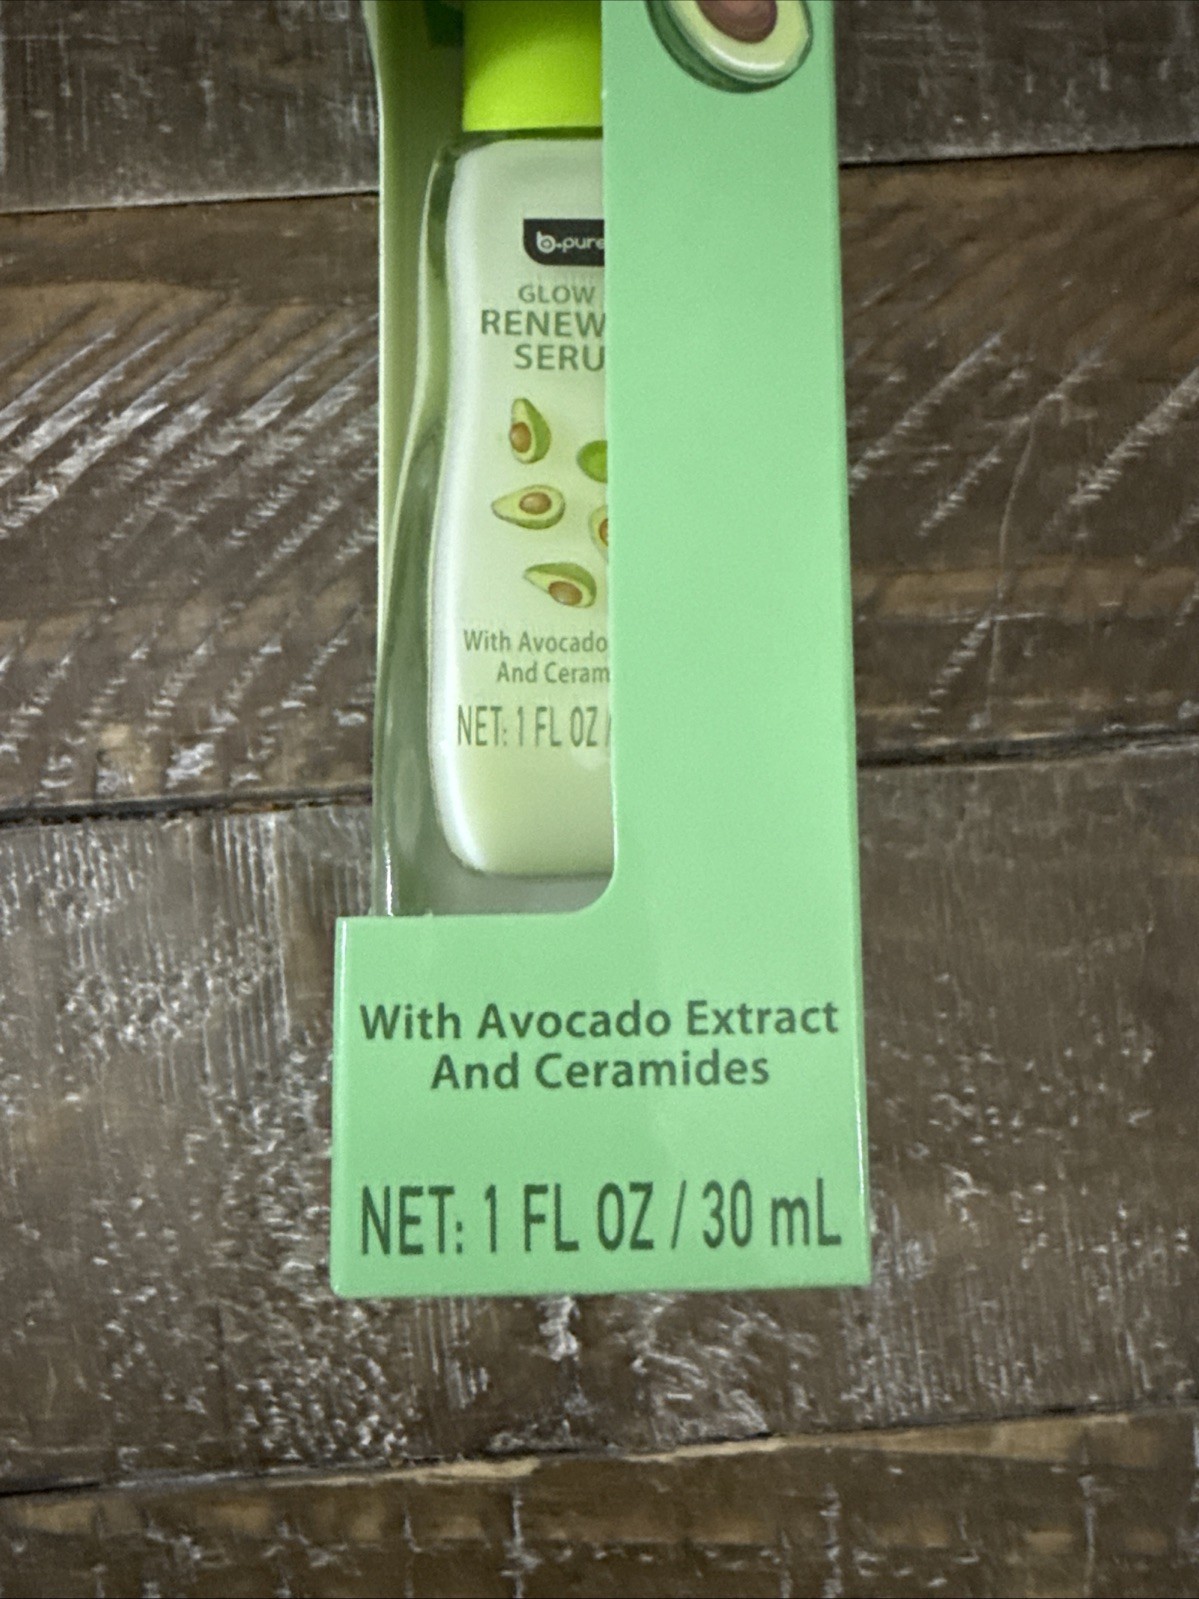 b.pure
GLOW
RENEW
SERU
With Avocado
And Ceram
NET: 1 FL OZ /
With Avocado Extract
And Ceramides
NET: 1 FL OZ / 30 mL